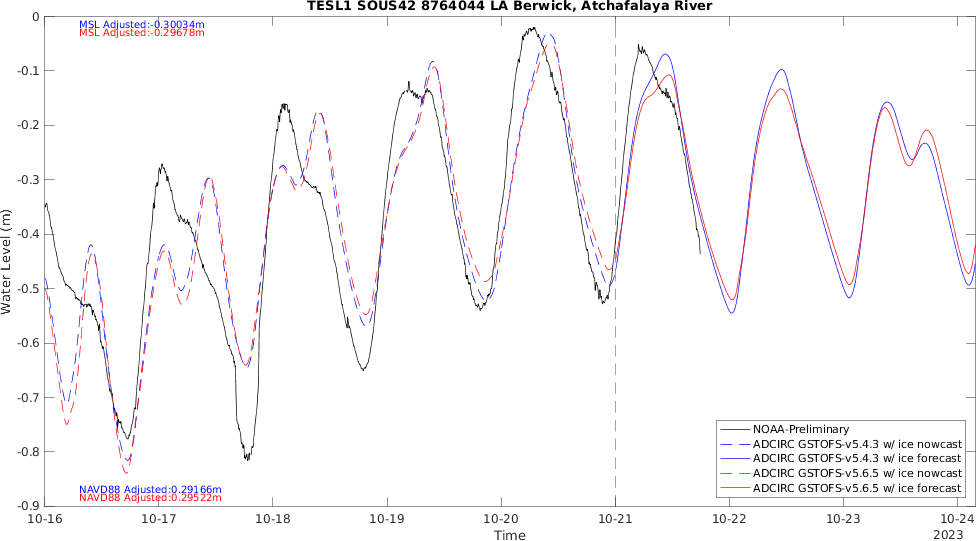 TESL1 SOUS42 8764044 LA Berwick, Atchafalaya River
MSL Adjusted:-0.30034m
MSL Adjusted:-0.29678m
0
-0.1
-0.2
-0.3
-0.4
-0.5
-0.6
-0.7
-0.8
-0.9
Water Level (m)
NOAA-Preliminary
ADCIRC GSTOFS-v5.4.3 w/ ice nowcast
ADCIRC GSTOFS-v5.4.3 w/ ice forecast
ADCIRC GSTOFS-v5.6.5 w/ ice nowcast
ADCIRC GSTOFS-v5.6.5 w/ ice forecast
NAVD88 Adjusted:0.29166m
NAVD88 Adjusted:0.29522m
10-16 10-17 10-18 10-19 10-20 10-21 10-22 10-23 10-24
Time
2023